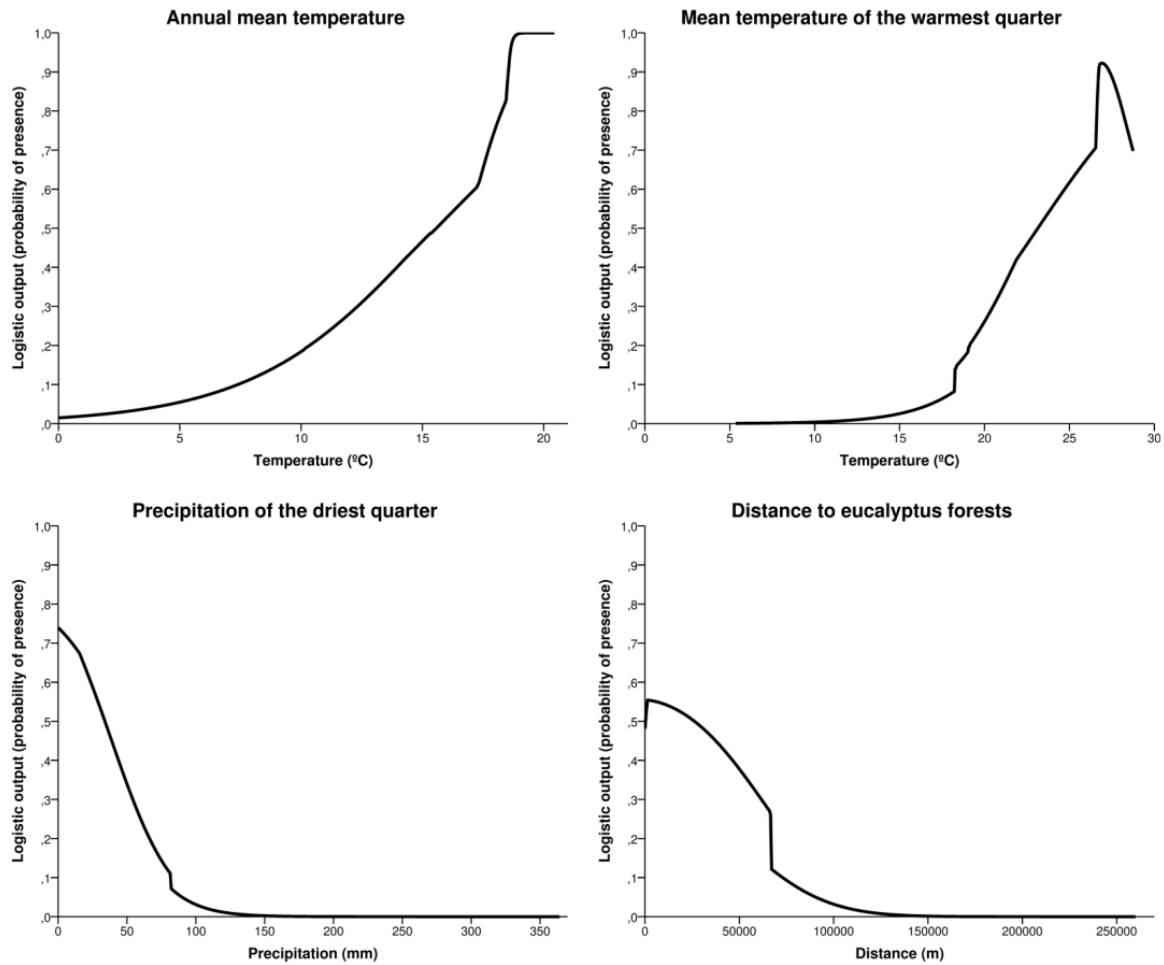 Annual mean temperature
Logistic output (probability of presence)
1,0
,9
,8
,7
,6
,5
,4
,3
,2
,1
,0
0 5 10 15 20
Temperature (ºC)
Mean temperature of the warmest quarter
Logistic output (probability of presence)
1,0
,9
,8
,7
,6
,5
,4
,3
,2
,1
,0
0 5 10 15 20 25 30
Temperature (ºC)
Precipitation of the driest quarter
Logistic output (probability of presence)
1,0
,9
,8
,7
,6
,5
,4
,3
,2
,1
,0
0 50 100 150 200 250 300 350
Precipitation (mm)
Distance to eucalyptus forests
Logistic output (probability of presence)
1,0
,9
,8
,7
,6
,5
,4
,3
,2
,1
,0
0 50000 100000 150000 200000 250000
Distance (m)